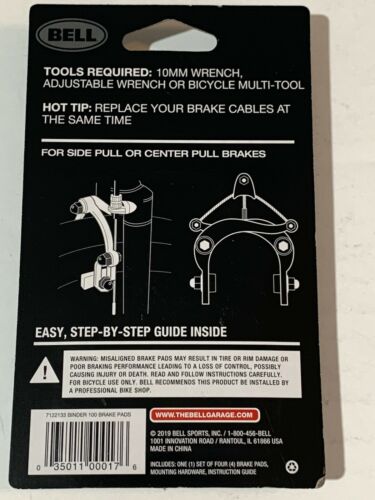 BELL
TOOLS REQUIRED: 10MM WRENCH,
ADJUSTABLE WRENCH OR BICYCLE MULTI-TOOL
HOT TIP: REPLACE YOUR BRAKE CABLES AT
THE SAME TIME
FOR SIDE PULL OR CENTER PULL BRAKES
EASY, STEP-BY-STEP GUIDE INSIDE
WARNING: MISALIGNED BRAKE PADS MAY RESULT IN TIRE OR RIM DAMAGE OR
POOR BRAKING PERFORMANCE LEADING TO A LOSS OF CONTROL, POSSIBLY
CAUSING INJURY OR DEATH. READ AND FOLLOW INSTRUCTIONS CAREFULLY.
FOR BICYCLE USE ONLY. BELL RECOMMENDS THIS PRODUCT BE INSTALLED BY
A PROFESSIONAL BIKE SHOP.
7122133 BINDER 100 BRAKE PADS
0 35011 00017 6
WWW.THEBELLGARAGE.COM
© 2019 BELL SPORTS, INC. / 1-800-456-BELL
1001 INNOVATION ROAD / RANTOUL, IL 61866 USA
INCLUDES: ONE (1) SET OF FOUR (4) BRAKE PADS,
MOUNTING HARDWARE, INSTRUCTION GUIDE